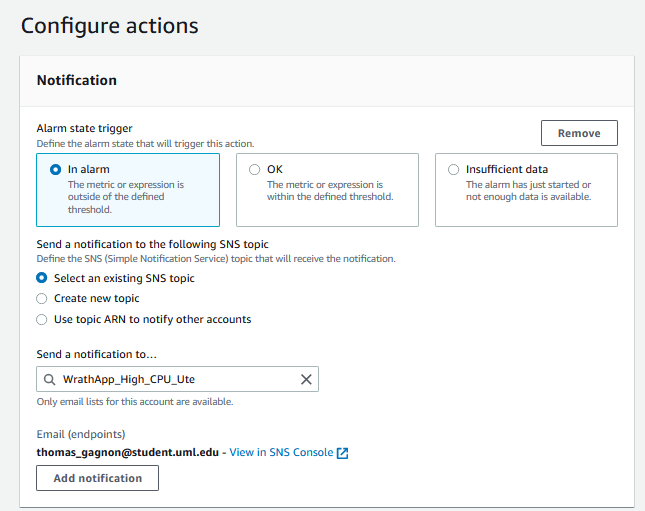 Configure actions
Notification
Alarm state trigger
Define the alarm state that will trigger this action.
Remove
In alarm
The metric or expression is
outside of the defined
threshold.
OK
The metric or expression is
within the defined threshold.
Insufficient data
The alarm has just started or
not enough data is available.
Send a notification to the following SNS topic
Define the SNS (Simple Notification Service) topic that will receive the notification.
Select an existing SNS topic
Create new topic
Use topic ARN to notify other accounts
Send a notification to…
WrathApp_High_CPU_Ute
Only email lists for this account are available.
Email (endpoints)
thomas_gagnon@student.uml.edu - View in SNS Console
Add notification